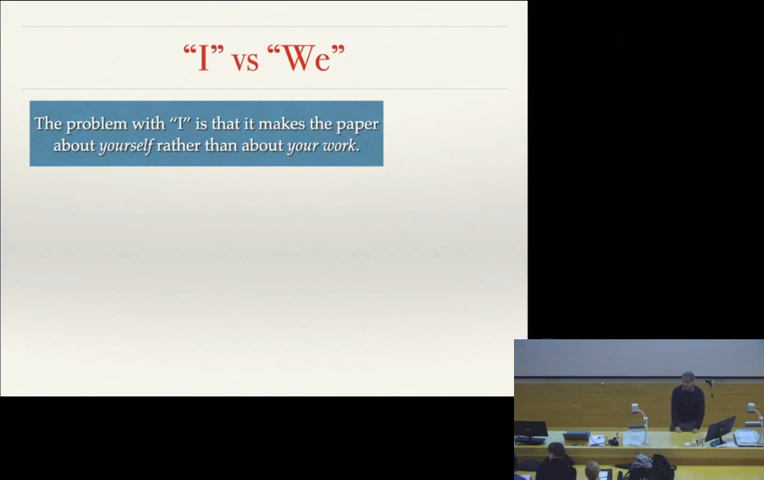 “I” vs “We”
The problem with “I” is that it makes the paper
about yourself rather than about your work.